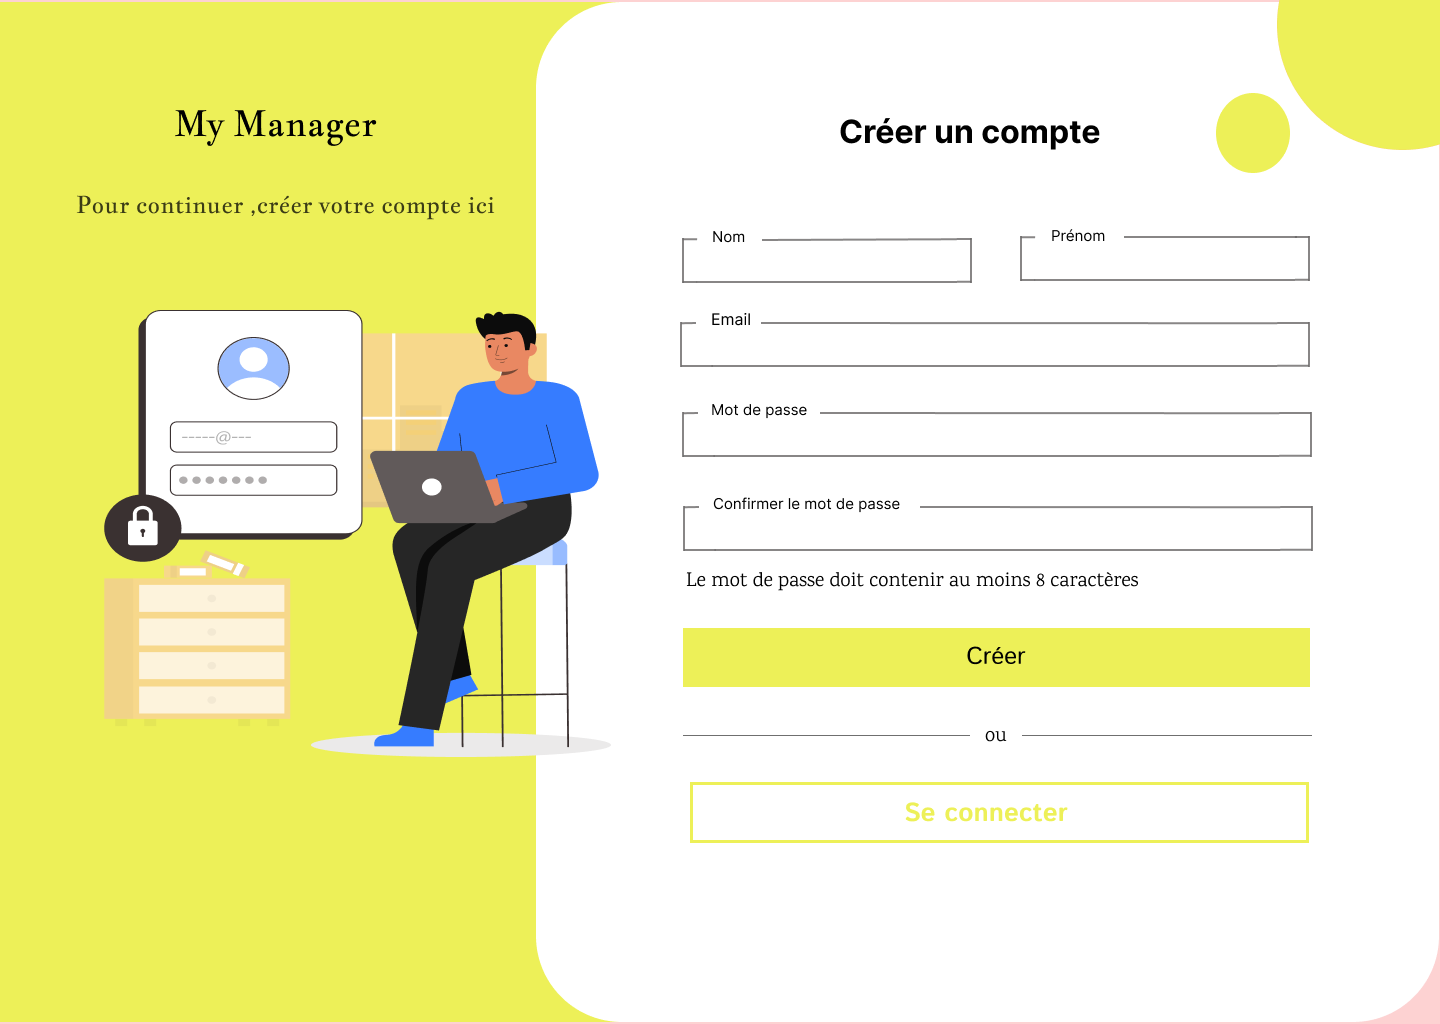 My Manager
Pour continuer ,créer votre compte ici
-----@---
Créer un compte
Nom
Prénom
Email
Mot de passe
Confirmer le mot de passe
Le mot de passe doit contenir au moins 8 caractères
Créer
ou
Se connecter